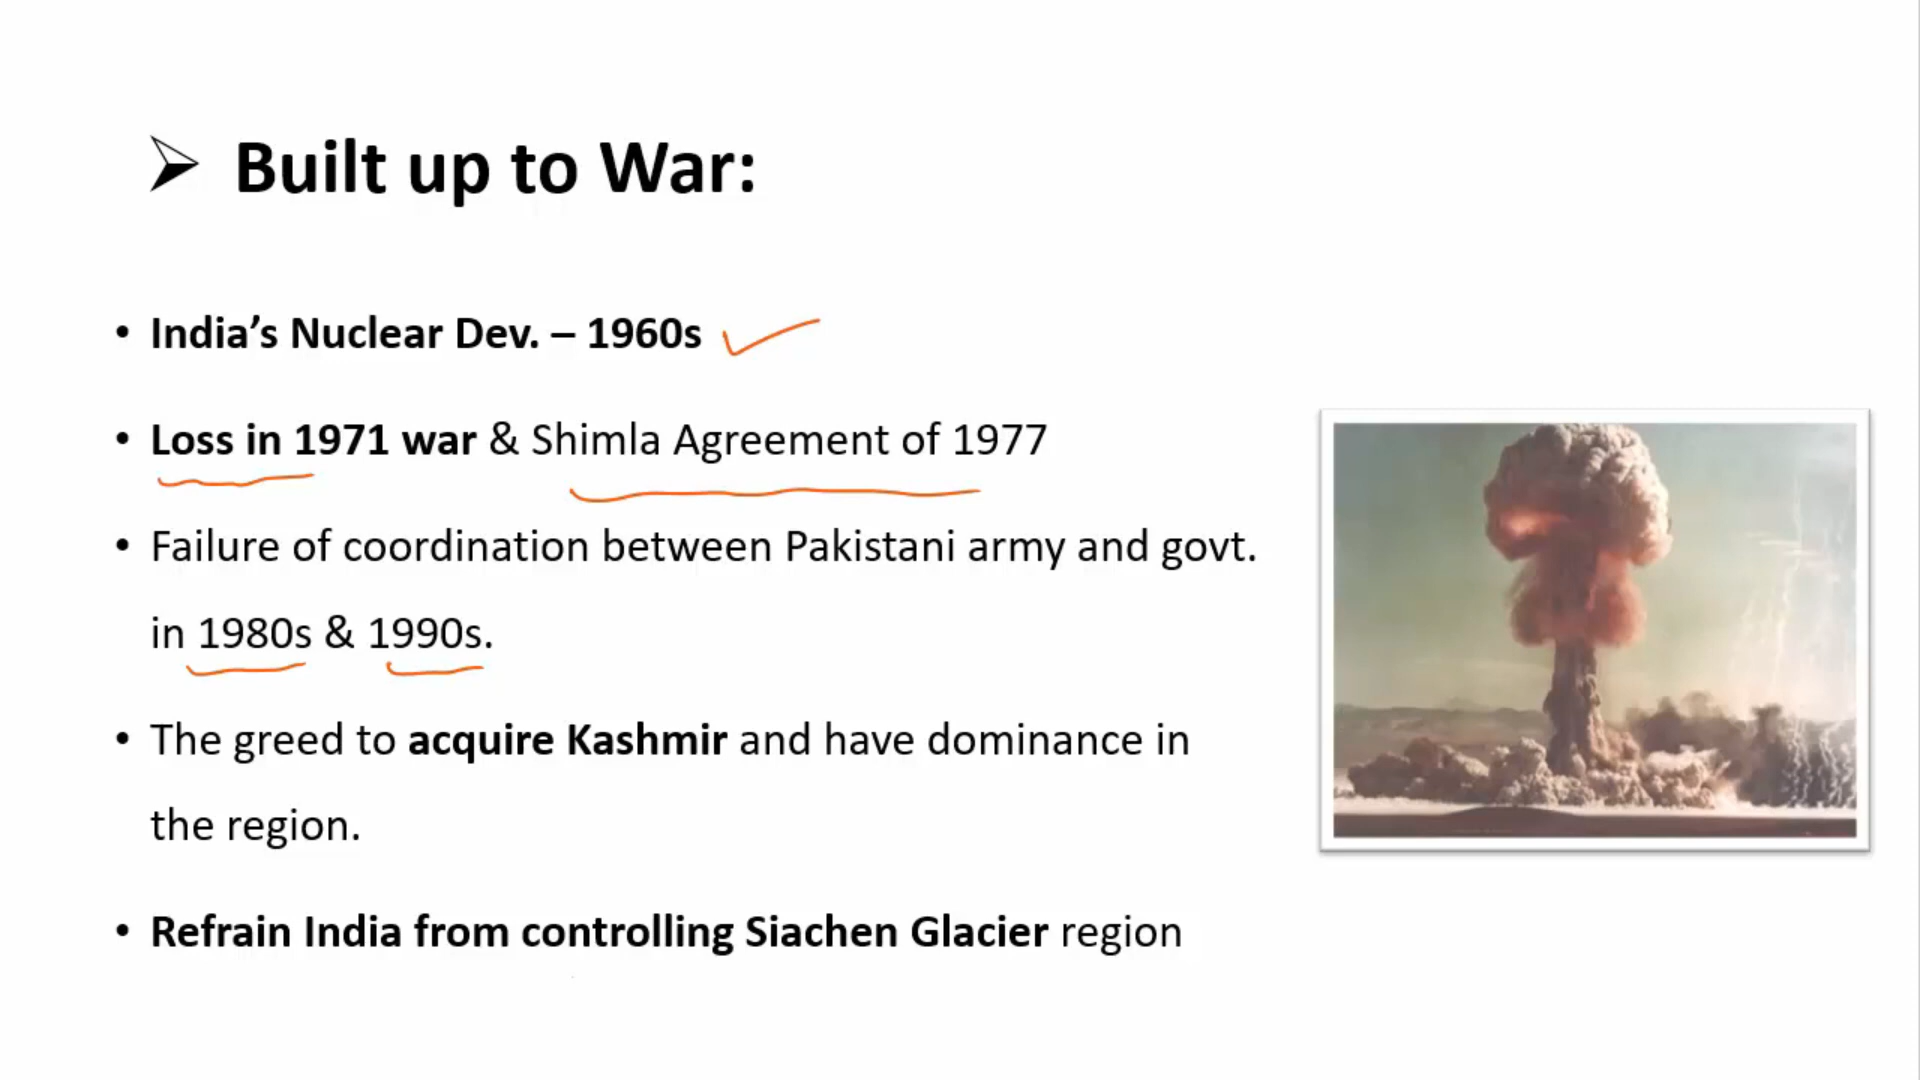 ➢ Built up to War:
• India’s Nuclear Dev. – 1960s
• Loss in 1971 war & Shimla Agreement of 1977
• Failure of coordination between Pakistani army and govt.
in 1980s & 1990s.
• The greed to acquire Kashmir and have dominance in
the region.
• Refrain India from controlling Siachen Glacier region